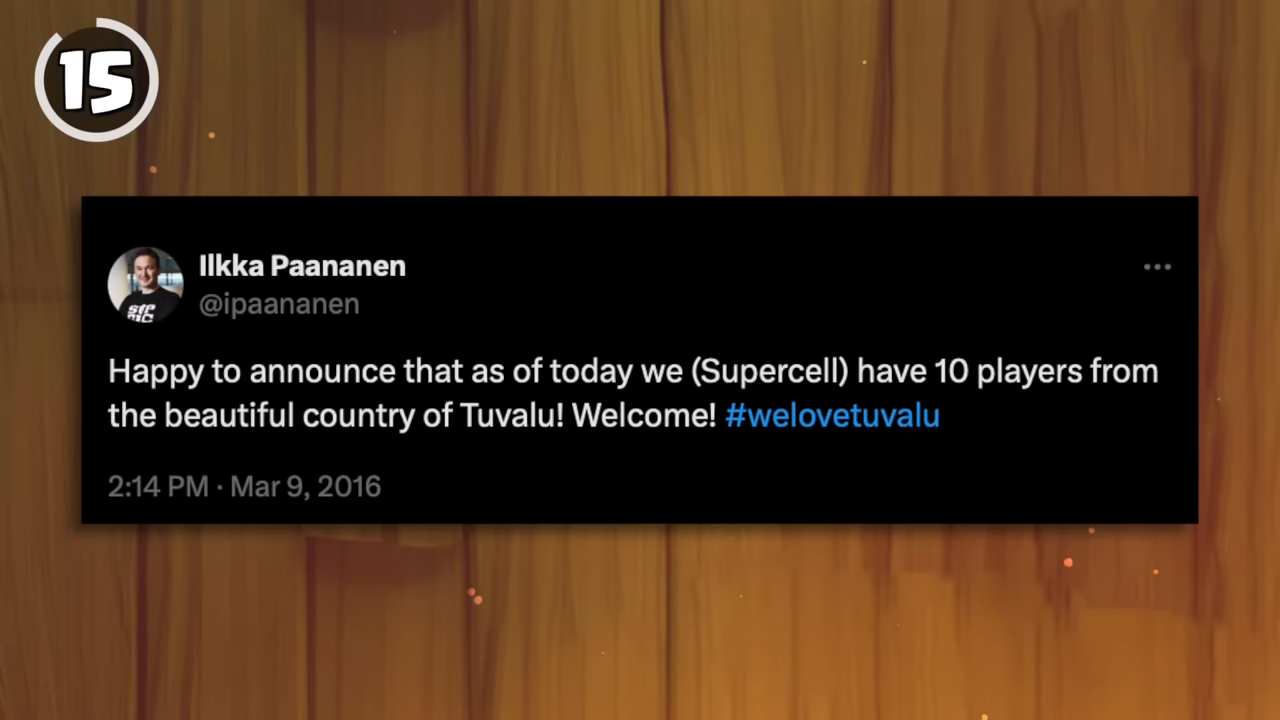 15
Ilkka Paananen
@ipaananen
Happy to announce that as of today we (Supercell) have 10 players from
the beautiful country of Tuvalu! Welcome! #welovetuvalu
2:14 PM · Mar 9, 2016